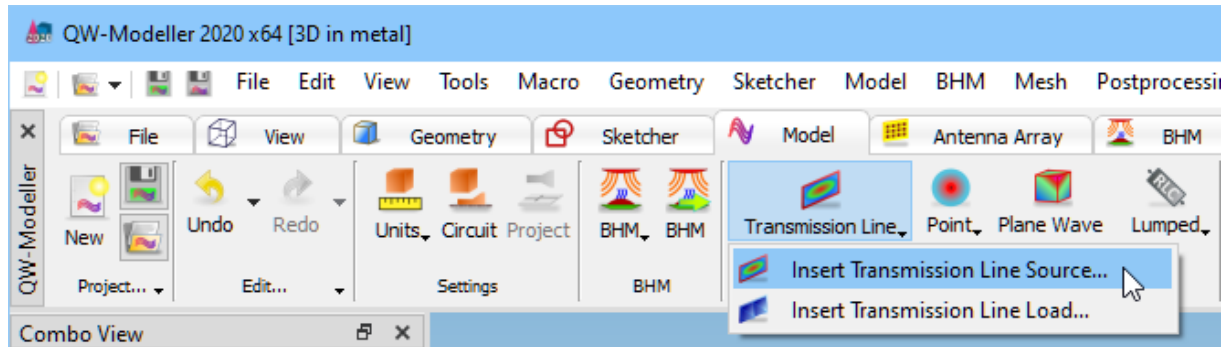 QW-Modeller 2020 x64 [3D in metal]
File Edit View Tools Macro Geometry Sketcher Model BHM Mesh Postprocessin
File View Geometry Sketcher Model Antenna Array BHM
QW-Modeller
New Undo Redo Units Circuit Project BHM BHM Transmission Line Point Plane Wave Lumped
RLC
Project... Edit... Settings BHM
Insert Transmission Line Source...
Insert Transmission Line Load...
Combo View